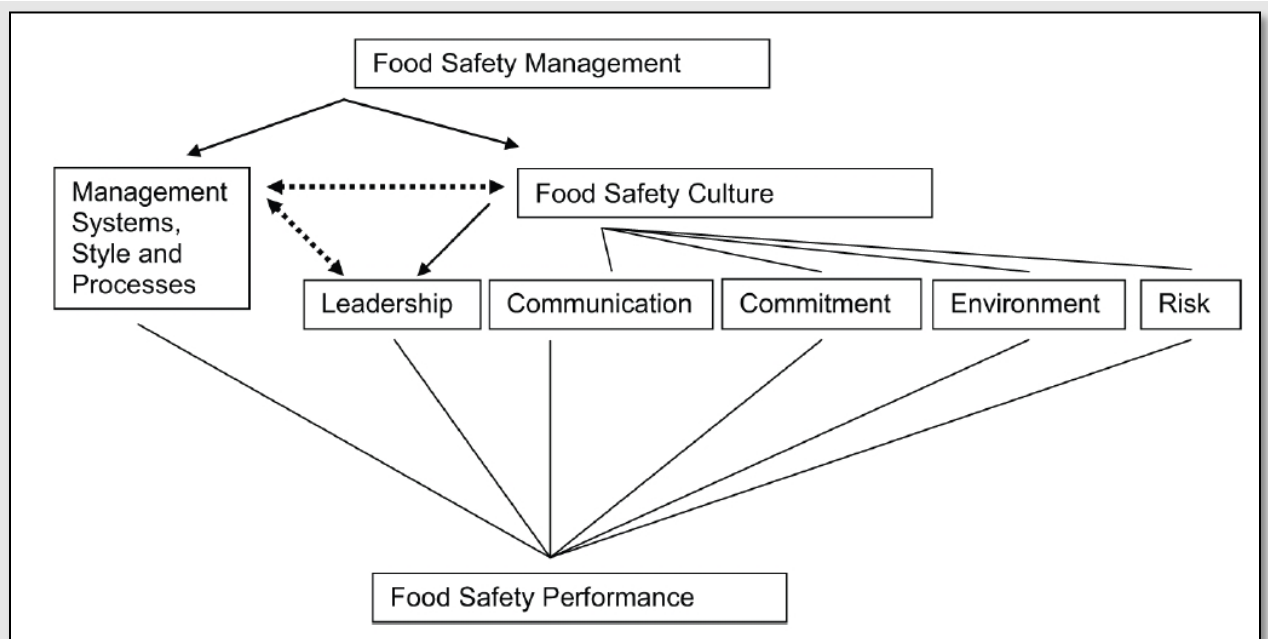 Food Safety Management
Management
Systems,
Style and
Processes
Food Safety Culture
Leadership
Communication
Commitment
Environment
Risk
Food Safety Performance